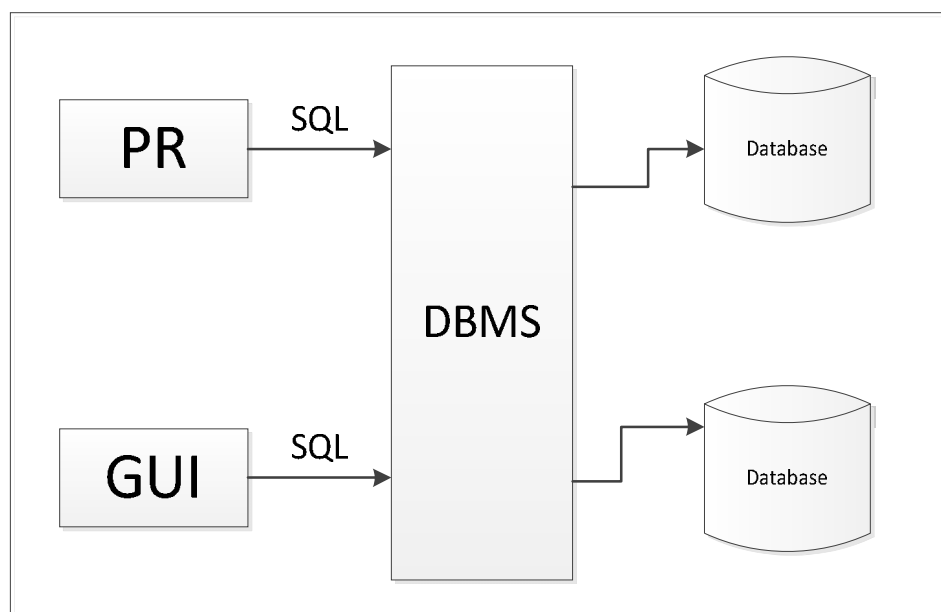 PR
SQL
DBMS
Database
GUI
SQL
Database